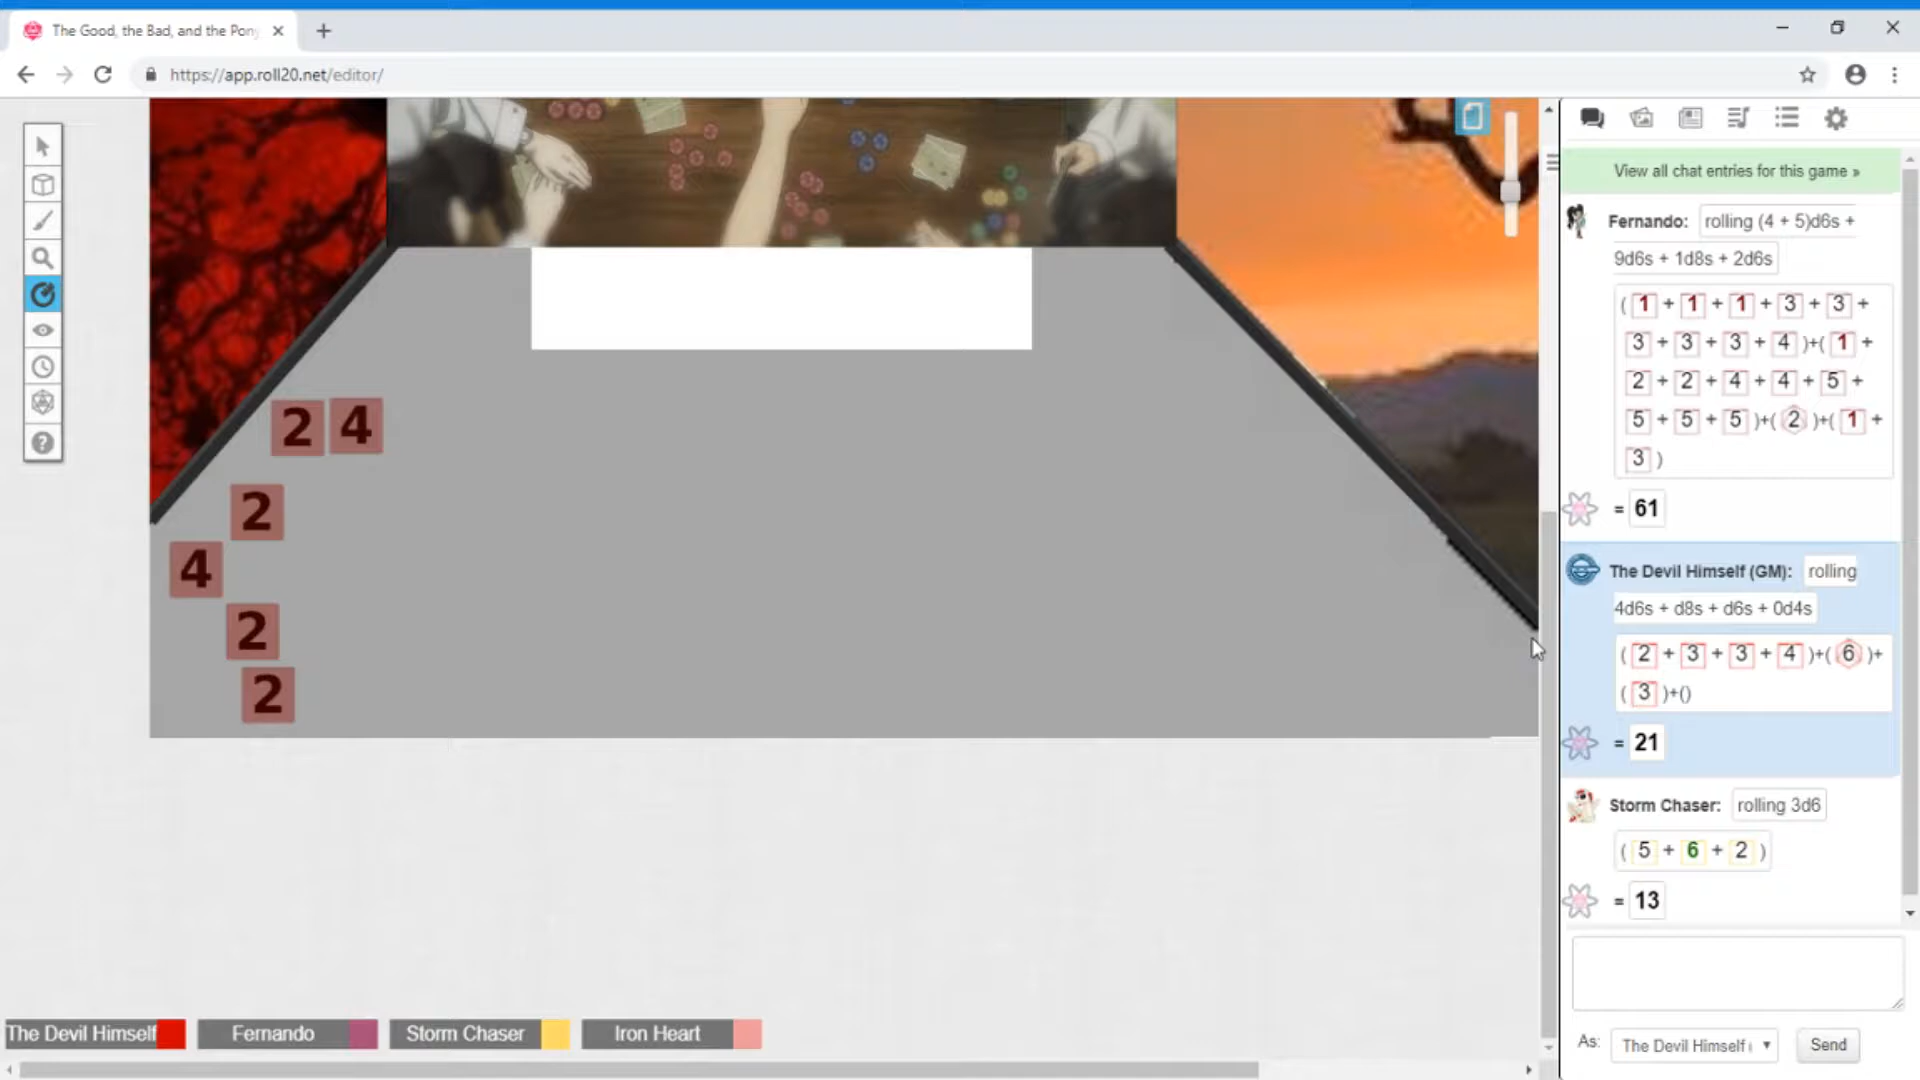 The Good, the Bad, and the Pony
https://app.roll20.net/editor/
View all chat entries for this game »
Fernando: rolling (4 + 5)d6s +
9d6s + 1d8s + 2d6s
( 1 + 1 + 1 + 3 + 3 +
3 + 3 + 3 + 4 )+( 1 +
2 + 2 + 4 + 4 + 5 +
5 + 5 + 5 )+( 2 )+( 1 +
3 )
= 61
The Devil Himself (GM): rolling
4d6s + d8s + d6s + 0d4s
( 2 + 3 + 3 + 4 )+( 6 )+
( 3 )+()
= 21
Storm Chaser: rolling 3d6
( 5 + 6 + 2 )
= 13
2 4
2
4
2
2
As: The Devil Himself ( Send
The Devil Himself Fernando Storm Chaser Iron Heart